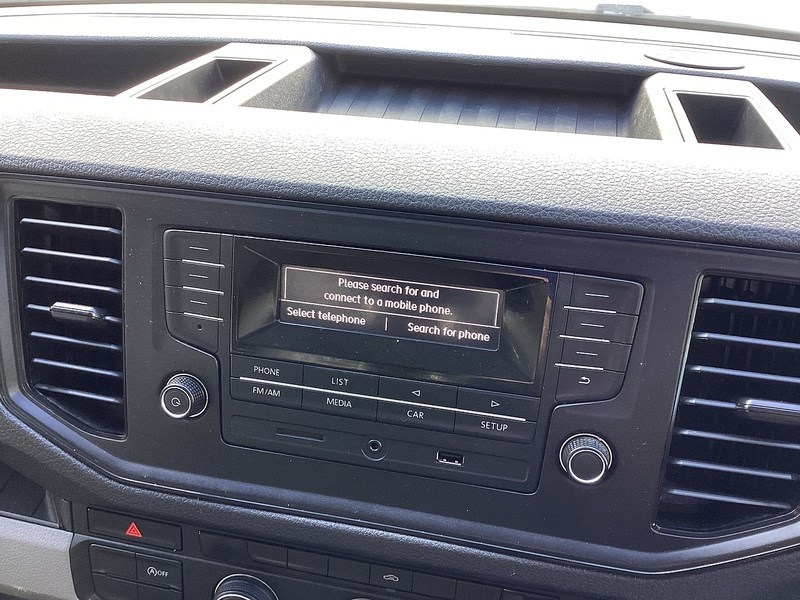 Please search for and
connect to a mobile phone.
Select telephone | Search for phone
PHONE LIST
FM/AM MEDIA CAR SETUP
OFF